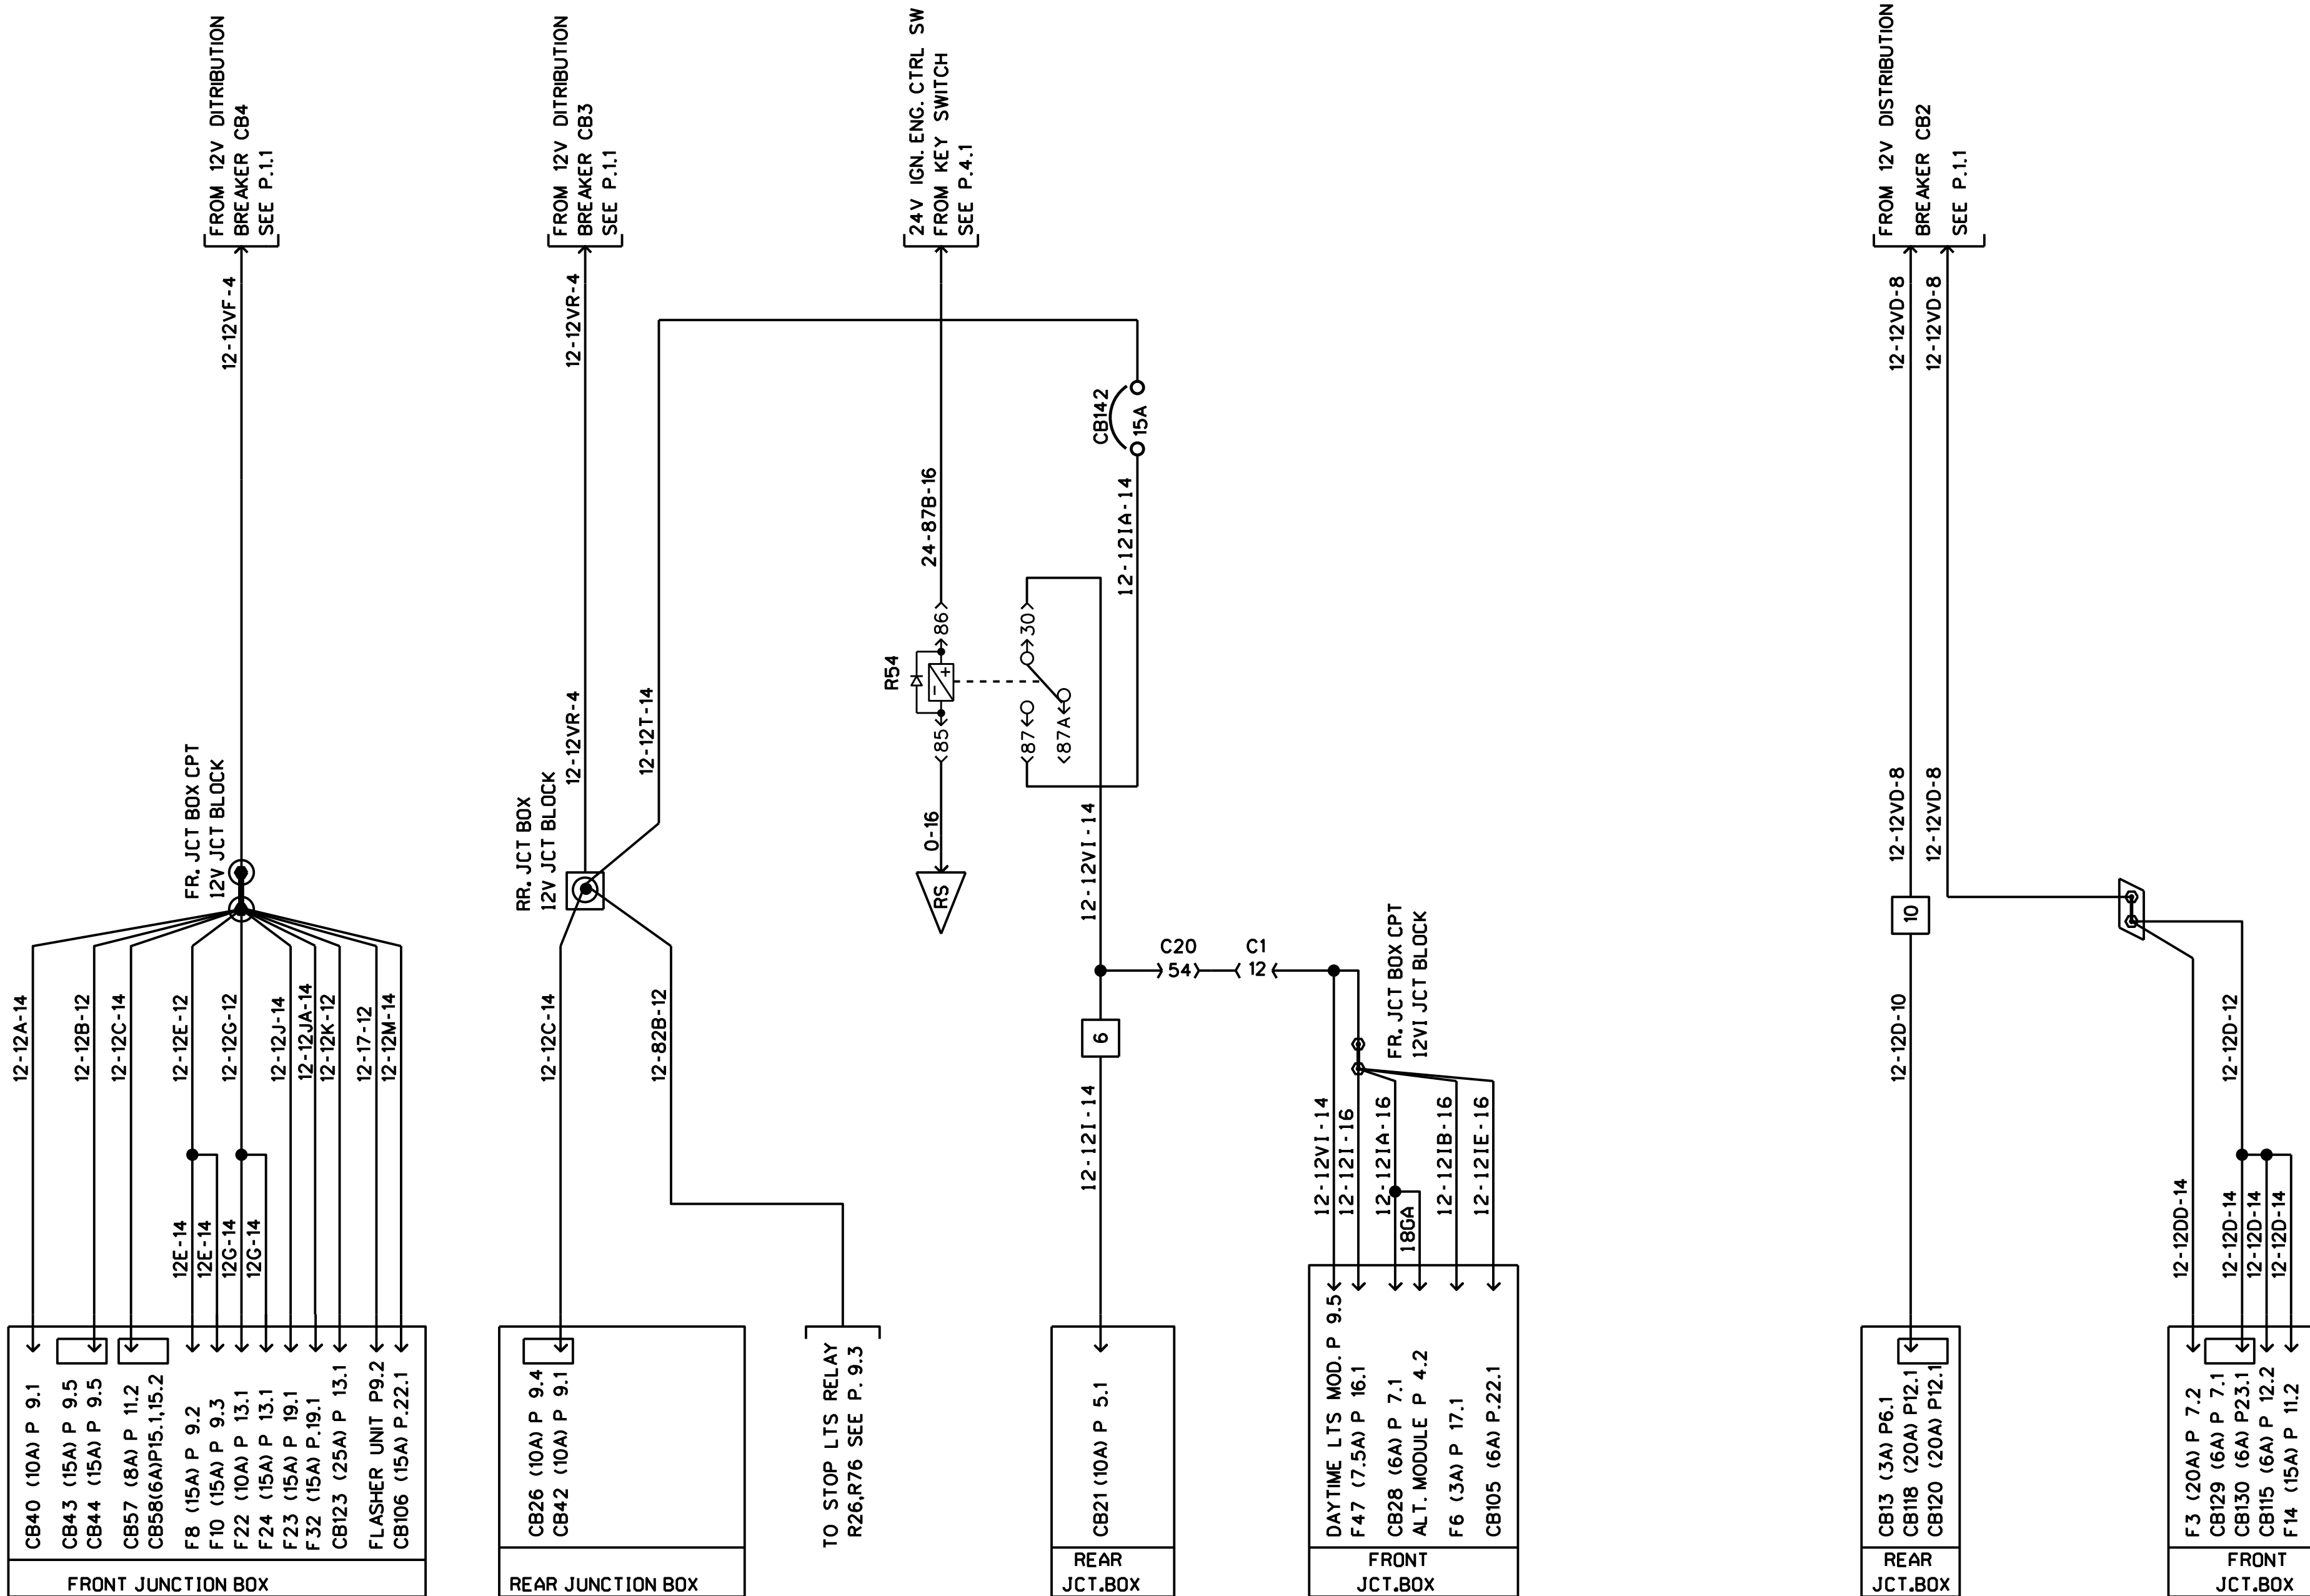 FROM 12V DITRIBUTION
BREAKER CB4
SEE P.1.1
FROM 12V DITRIBUTION
BREAKER CB3
SEE P.1.1
24V IGN. ENG. CTRL SW
FROM KEY SWITCH
SEE P.4.1
FROM 12V DISTRIBUTION
BREAKER CB2
SEE P.1.1
12-12VF-4
12-12VR-4
12-12VD-8
12-12VD-8
CB142
15A
24-87B-16
12-12IA-14
R54
86
30
- +
85
87
87A
12-12VR-4
12-12T-14
FR. JCT BOX CPT
12V JCT BLOCK
RR. JCT BOX
12V JCT BLOCK
0-16
RS
12-12VI-14
12-12VD-8
12-12VD-8
10
C20
54
C1
12
FR. JCT BOX CPT
12VI JCT BLOCK
6
12-12A-14
12-12B-12
12-12C-14
12-12E-12
12-12G-12
12-12J-14
12-12JA-14
12-12K-12
12-17-12
12-12M-14
12-12C-14
12-82B-12
12-12I-14
12-12VI-14
12-12I-16
12-12IA-16
12-12IB-16
12-12IE-16
18GA
12-12D-10
12-12D-12
12E-14
12E-14
12G-14
12G-14
12-12DD-14
12-12D-14
12-12D-14
12-12D-14
CB40 (10A) P 9.1
CB43 (15A) P 9.5
CB44 (15A) P 9.5
CB57 (8A) P 11.2
CB58(6A)P15.1,15.2
F8 (15A) P 9.2
F10 (15A) P 9.3
F22 (10A) P 13.1
F24 (15A) P 13.1
F23 (15A) P 19.1
F32 (15A) P.19.1
CB123 (25A) P 13.1
FLASHER UNIT P9.2
CB106 (15A) P.22.1
FRONT JUNCTION BOX
CB26 (10A) P 9.4
CB42 (10A) P 9.1
REAR JUNCTION BOX
TO STOP LTS RELAY
R26,R76 SEE P. 9.3
CB21 (10A) P 5.1
REAR
JCT.BOX
DAYTIME LTS MOD. P 9.5
F47 (7.5A) P 16.1
CB28 (6A) P 7.1
ALT. MODULE P 4.2
F6 (3A) P 17.1
CB105 (6A) P.22.1
FRONT
JCT.BOX
CB13 (3A) P6.1
CB118 (20A) P12.1
CB120 (20A) P12.1
REAR
JCT.BOX
F3 (20A) P 7.2
CB129 (6A) P 7.1
CB130 (6A) P23.1
CB115 (6A) P 12.2
F14 (15A) P 11.2
FRONT
JCT.BOX